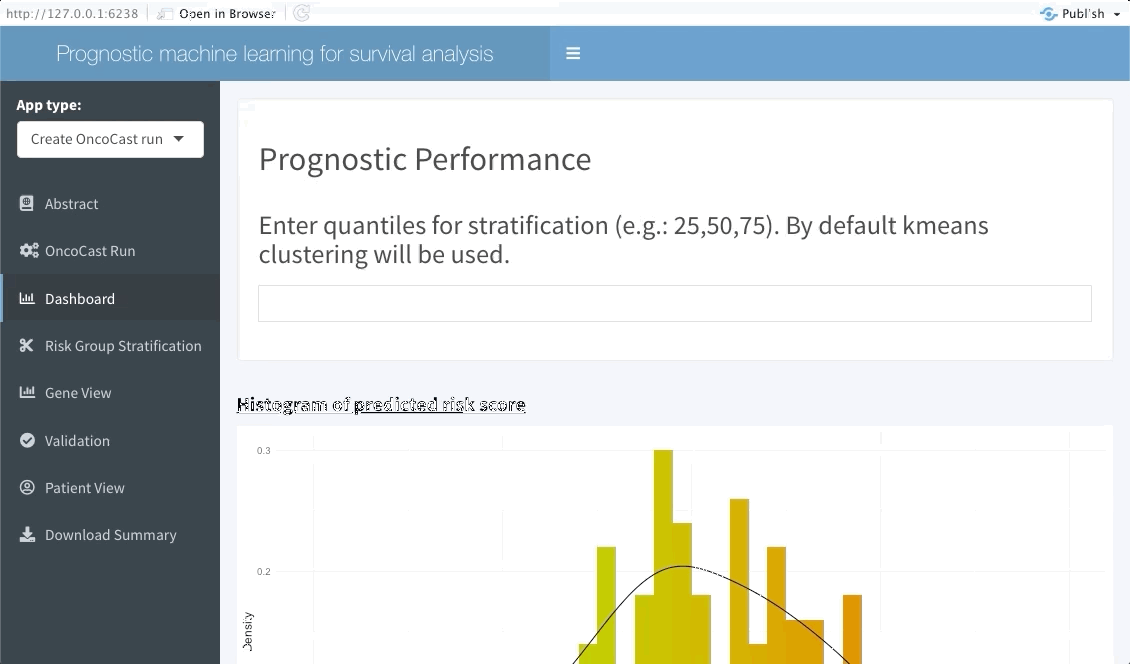 http://127.0.0.1:6238
Open in Browser
Publish
Prognostic machine learning for survival analysis
App type:
Create OncoCast run
Abstract
OncoCast Run
Dashboard
Risk Group Stratification
Gene View
Validation
Patient View
Download Summary
Prognostic Performance
Enter quantiles for stratification (e.g.: 25,50,75). By default kmeans
clustering will be used.
Histogram of predicted risk score
0.3
0.2
Density